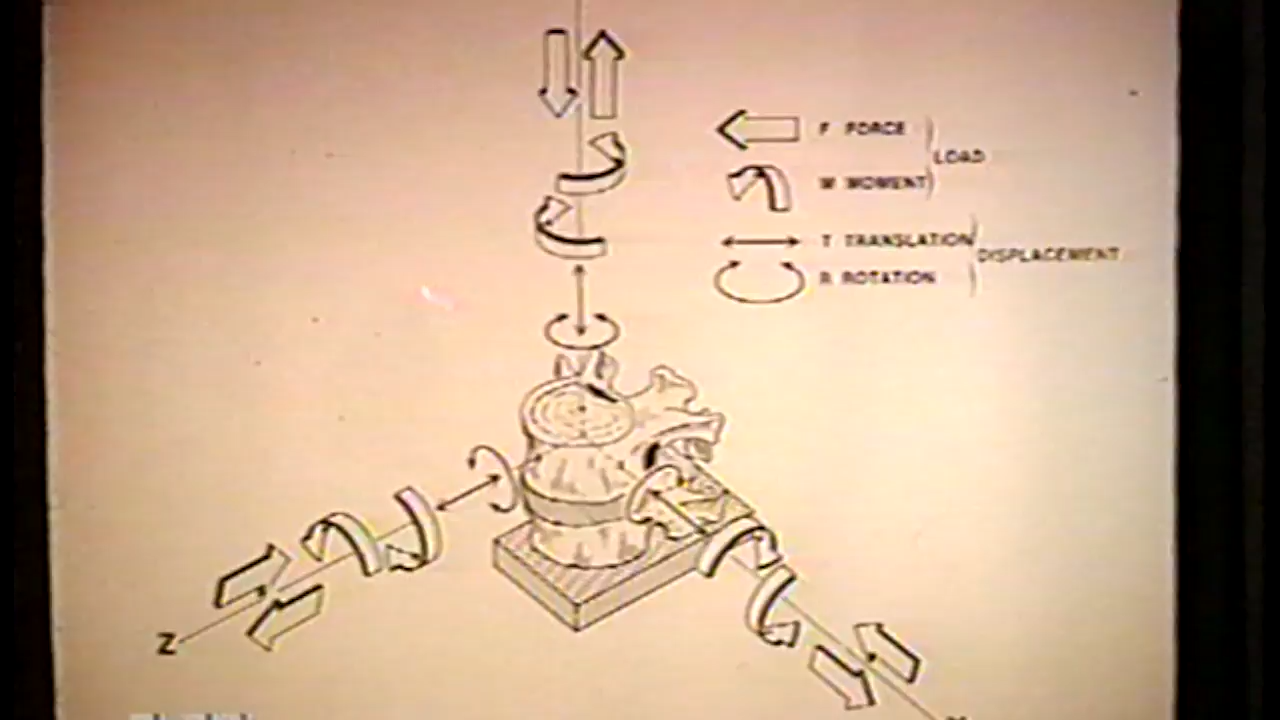 F FORCE
LOAD
M MOMENT
T TRANSLATION
DISPLACEMENT
R ROTATION
Z